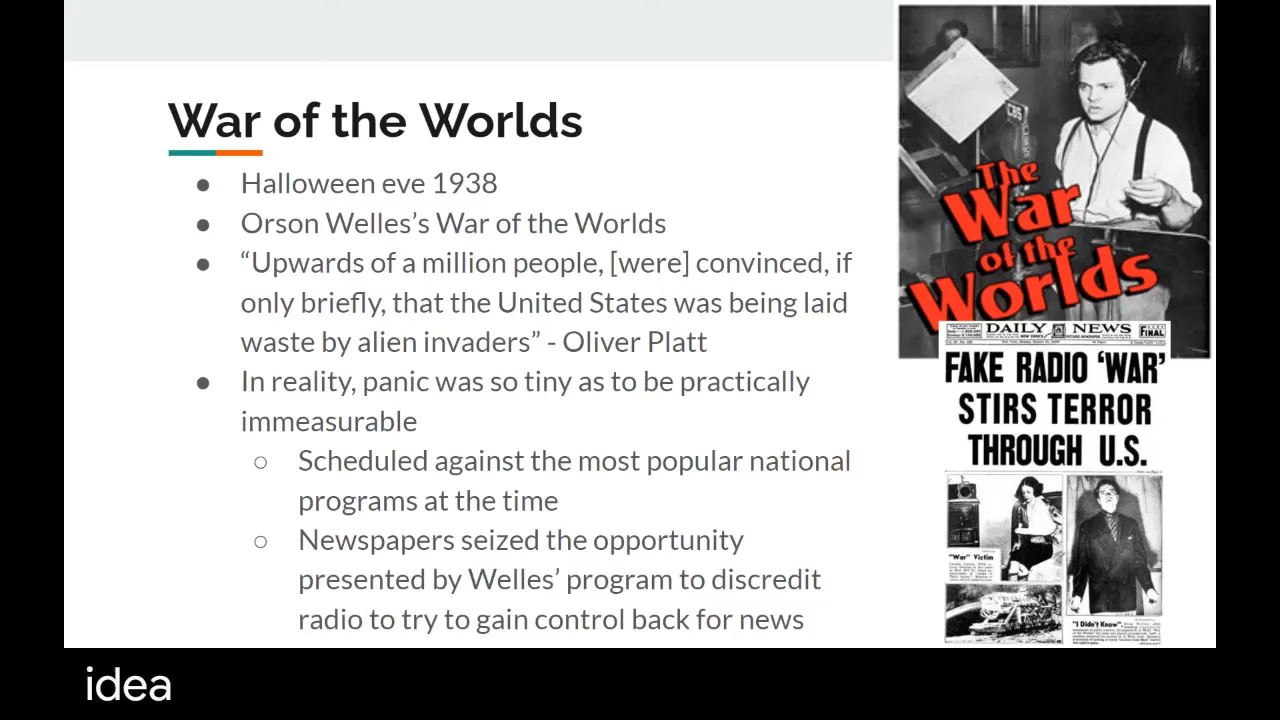 War of the Worlds
● Halloween eve 1938
● Orson Welles’s War of the Worlds
● “Upwards of a million people, [were] convinced, if
only briefly, that the United States was being laid
waste by alien invaders” - Oliver Platt
● In reality, panic was so tiny as to be practically
immeasurable
○ Scheduled against the most popular national
programs at the time
○ Newspapers seized the opportunity
presented by Welles’ program to discredit
radio to try to gain control back for news
CBS
The
War
of the
Worlds
DAILY NEWS
FINAL
FAKE RADIO ‘WAR’
STIRS TERROR
THROUGH U.S.
"War" Victim
"I Didn't Know".
idea